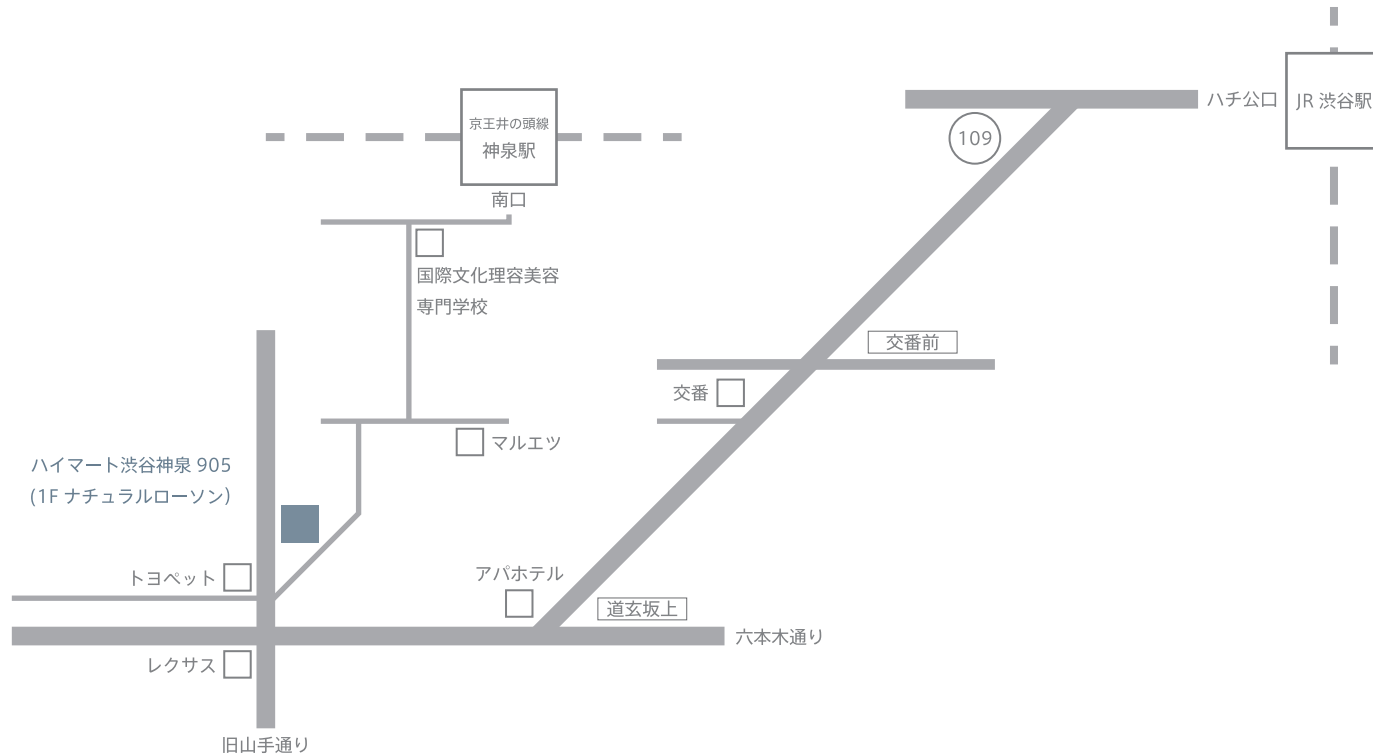 ハチ公口
JR 渋谷駅
京王井の頭線
神泉駅
109
南口
国際文化理容美容
専門学校
交番前
交番
マルエツ
ハイマート渋谷神泉 905
(1F ナチュラルローソン)
トヨペット
アパホテル
道玄坂上
六本木通り
レクサス
旧山手通り